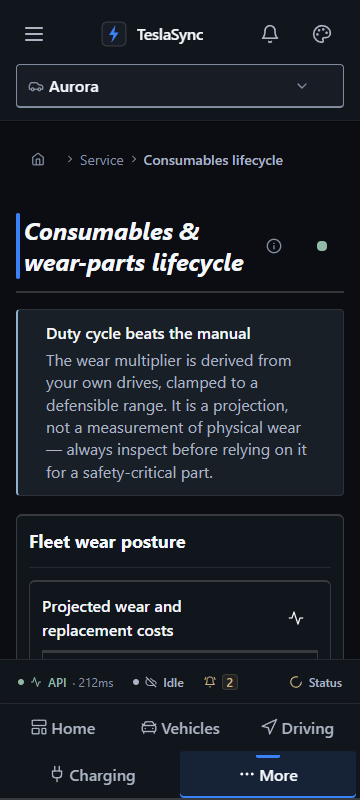 TeslaSync
Aurora
Service
Consumables lifecycle
Consumables &
wear-parts lifecycle
Duty cycle beats the manual
The wear multiplier is derived from
your own drives, clamped to a
defensible range. It is a projection,
not a measurement of physical wear
— always inspect before relying on it
for a safety-critical part.
Fleet wear posture
Projected wear and
replacement costs
API · 212ms
Idle
2
Status
Home
Vehicles
Driving
Charging
More